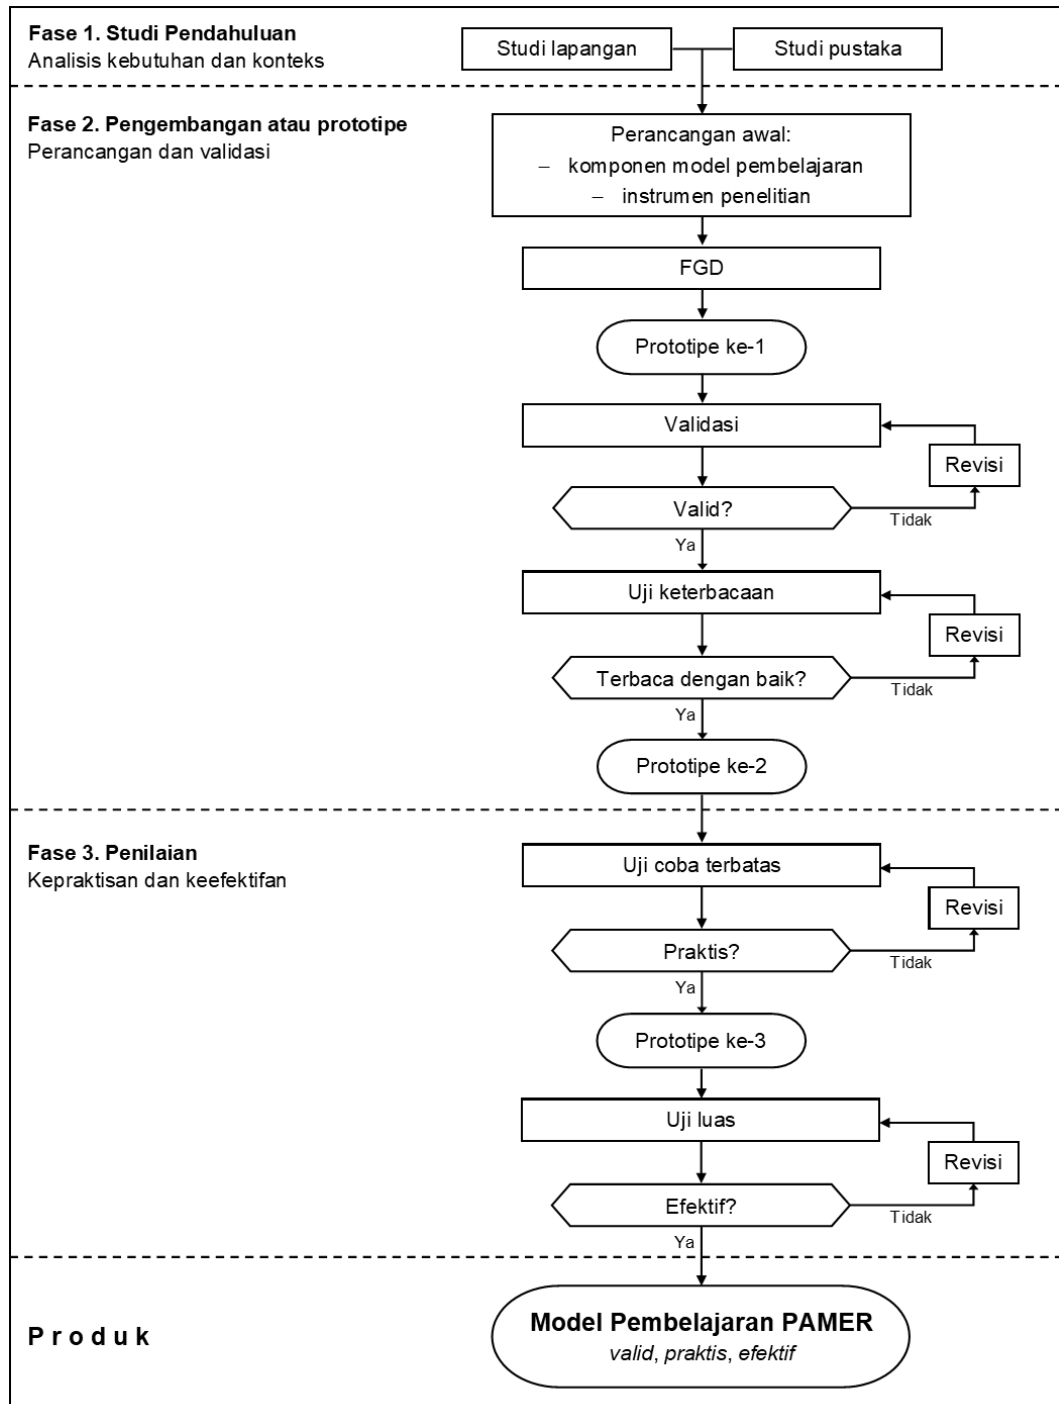 Fase 1. Studi Pendahuluan
Analisis kebutuhan dan konteks
Studi lapangan
Studi pustaka
Fase 2. Pengembangan atau prototipe
Perancangan dan validasi
Perancangan awal:
– komponen model pembelajaran
– instrumen penelitian
FGD
Prototipe ke-1
Validasi
Revisi
Valid?
Tidak
Ya
Uji keterbacaan
Revisi
Terbaca dengan baik?
Tidak
Ya
Prototipe ke-2
Fase 3. Penilaian
Kepraktisan dan keefektifan
Uji coba terbatas
Revisi
Praktis?
Tidak
Ya
Prototipe ke-3
Uji luas
Revisi
Efektif?
Tidak
Ya
Produk
Model Pembelajaran PAMER
valid, praktis, efektif